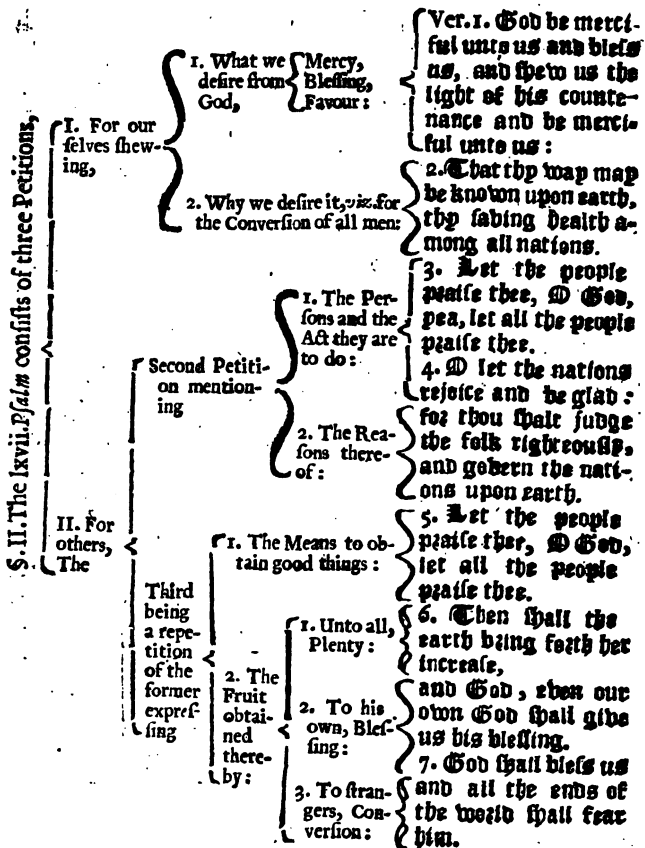 §.II.The lxvii.Psalm consists of three Petitions,
I. For our
ſelves ſhew-
ing,
1. What we
deſire from
God,
Mercy,
Bleſſing,
Favour:
Ver.1. God be merci-
ful unto us and bleſs
us, and ſhew us the
light of his counte-
nance and be merci-
ful unto us:
2. Why we deſire it, viz. for
the Converſion of all men:
2.That thy way may
be known upon earth,
thy ſaving health a-
mong all nations.
II. For
others,
The
Second Petiti-
on mention-
ing
1. The Per-
ſons and the
Act they are
to do:
3. Let the people
praiſe thee, O God,
yea, let all the people
praiſe thee.
4. O let the nations
rejoice and be glad:
2. The Rea-
ſons there-
of:
for thou ſhalt judge
the folk righteouſly,
and govern the nati-
ons upon earth.
Third
being
a repe-
tition
of the
former
expreſ-
ſing
1. The Means to ob-
tain good things:
5. Let the people
praiſe thee, O God,
let all the people
praiſe thee.
2. The
Fruit
obtai-
ned
there-
by:
1. Unto all,
Plenty:
6. Then ſhall the
earth bring forth her
increaſe,
2. To his
own, Bleſ-
ſing:
and God, even our
own God ſhall give
us his bleſſing.
7. God ſhall bleſs us
3. To ſtran-
gers, Con-
verſion:
and all the ends of
the world ſhall fear
him.